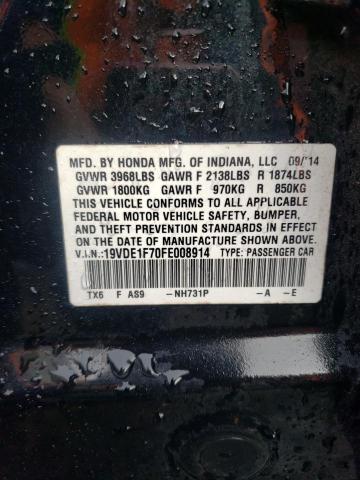 MFD. BY HONDA MFG. OF INDIANA, LLC 09/14
GVWR 3968LBS GAWR F 2138LBS R 1874LBS
GVWR 1800KG GAWR F 970KG R 850KG
THIS VEHICLE CONFORMS TO ALL APPLICABLE
FEDERAL MOTOR VEHICLE SAFETY, BUMPER,
AND THEFT PREVENTION STANDARDS IN EFFECT
ON THE DATE OF MANUFACTURE SHOWN ABOVE.
V.I.N.:19VDE1F70FE008914 TYPE: PASSENGER CAR
TX6 F AS9 -NH731P -A -E